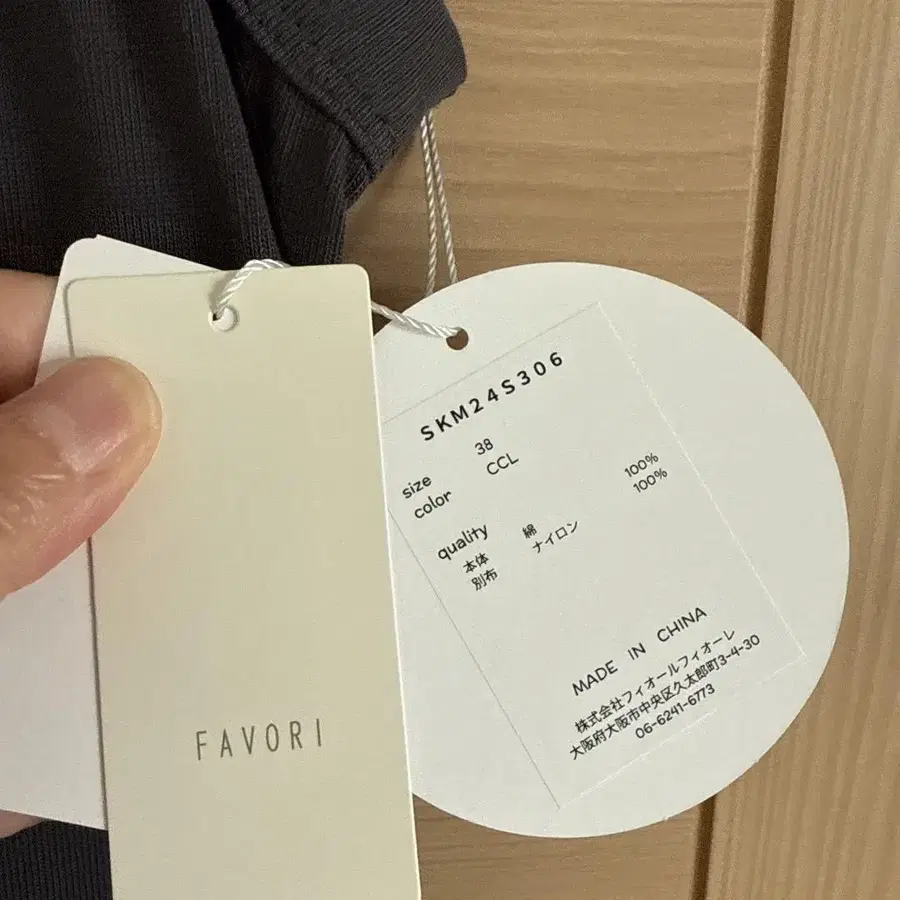 SKM24S306
size 38
color CCL
quality
本体 綿 100%
別布 ナイロン 100%
MADE IN CHINA
株式会社フィオールフィオーレ
大阪府大阪市中央区久太郎町3-4-30
06-6241-6773
FAVORI